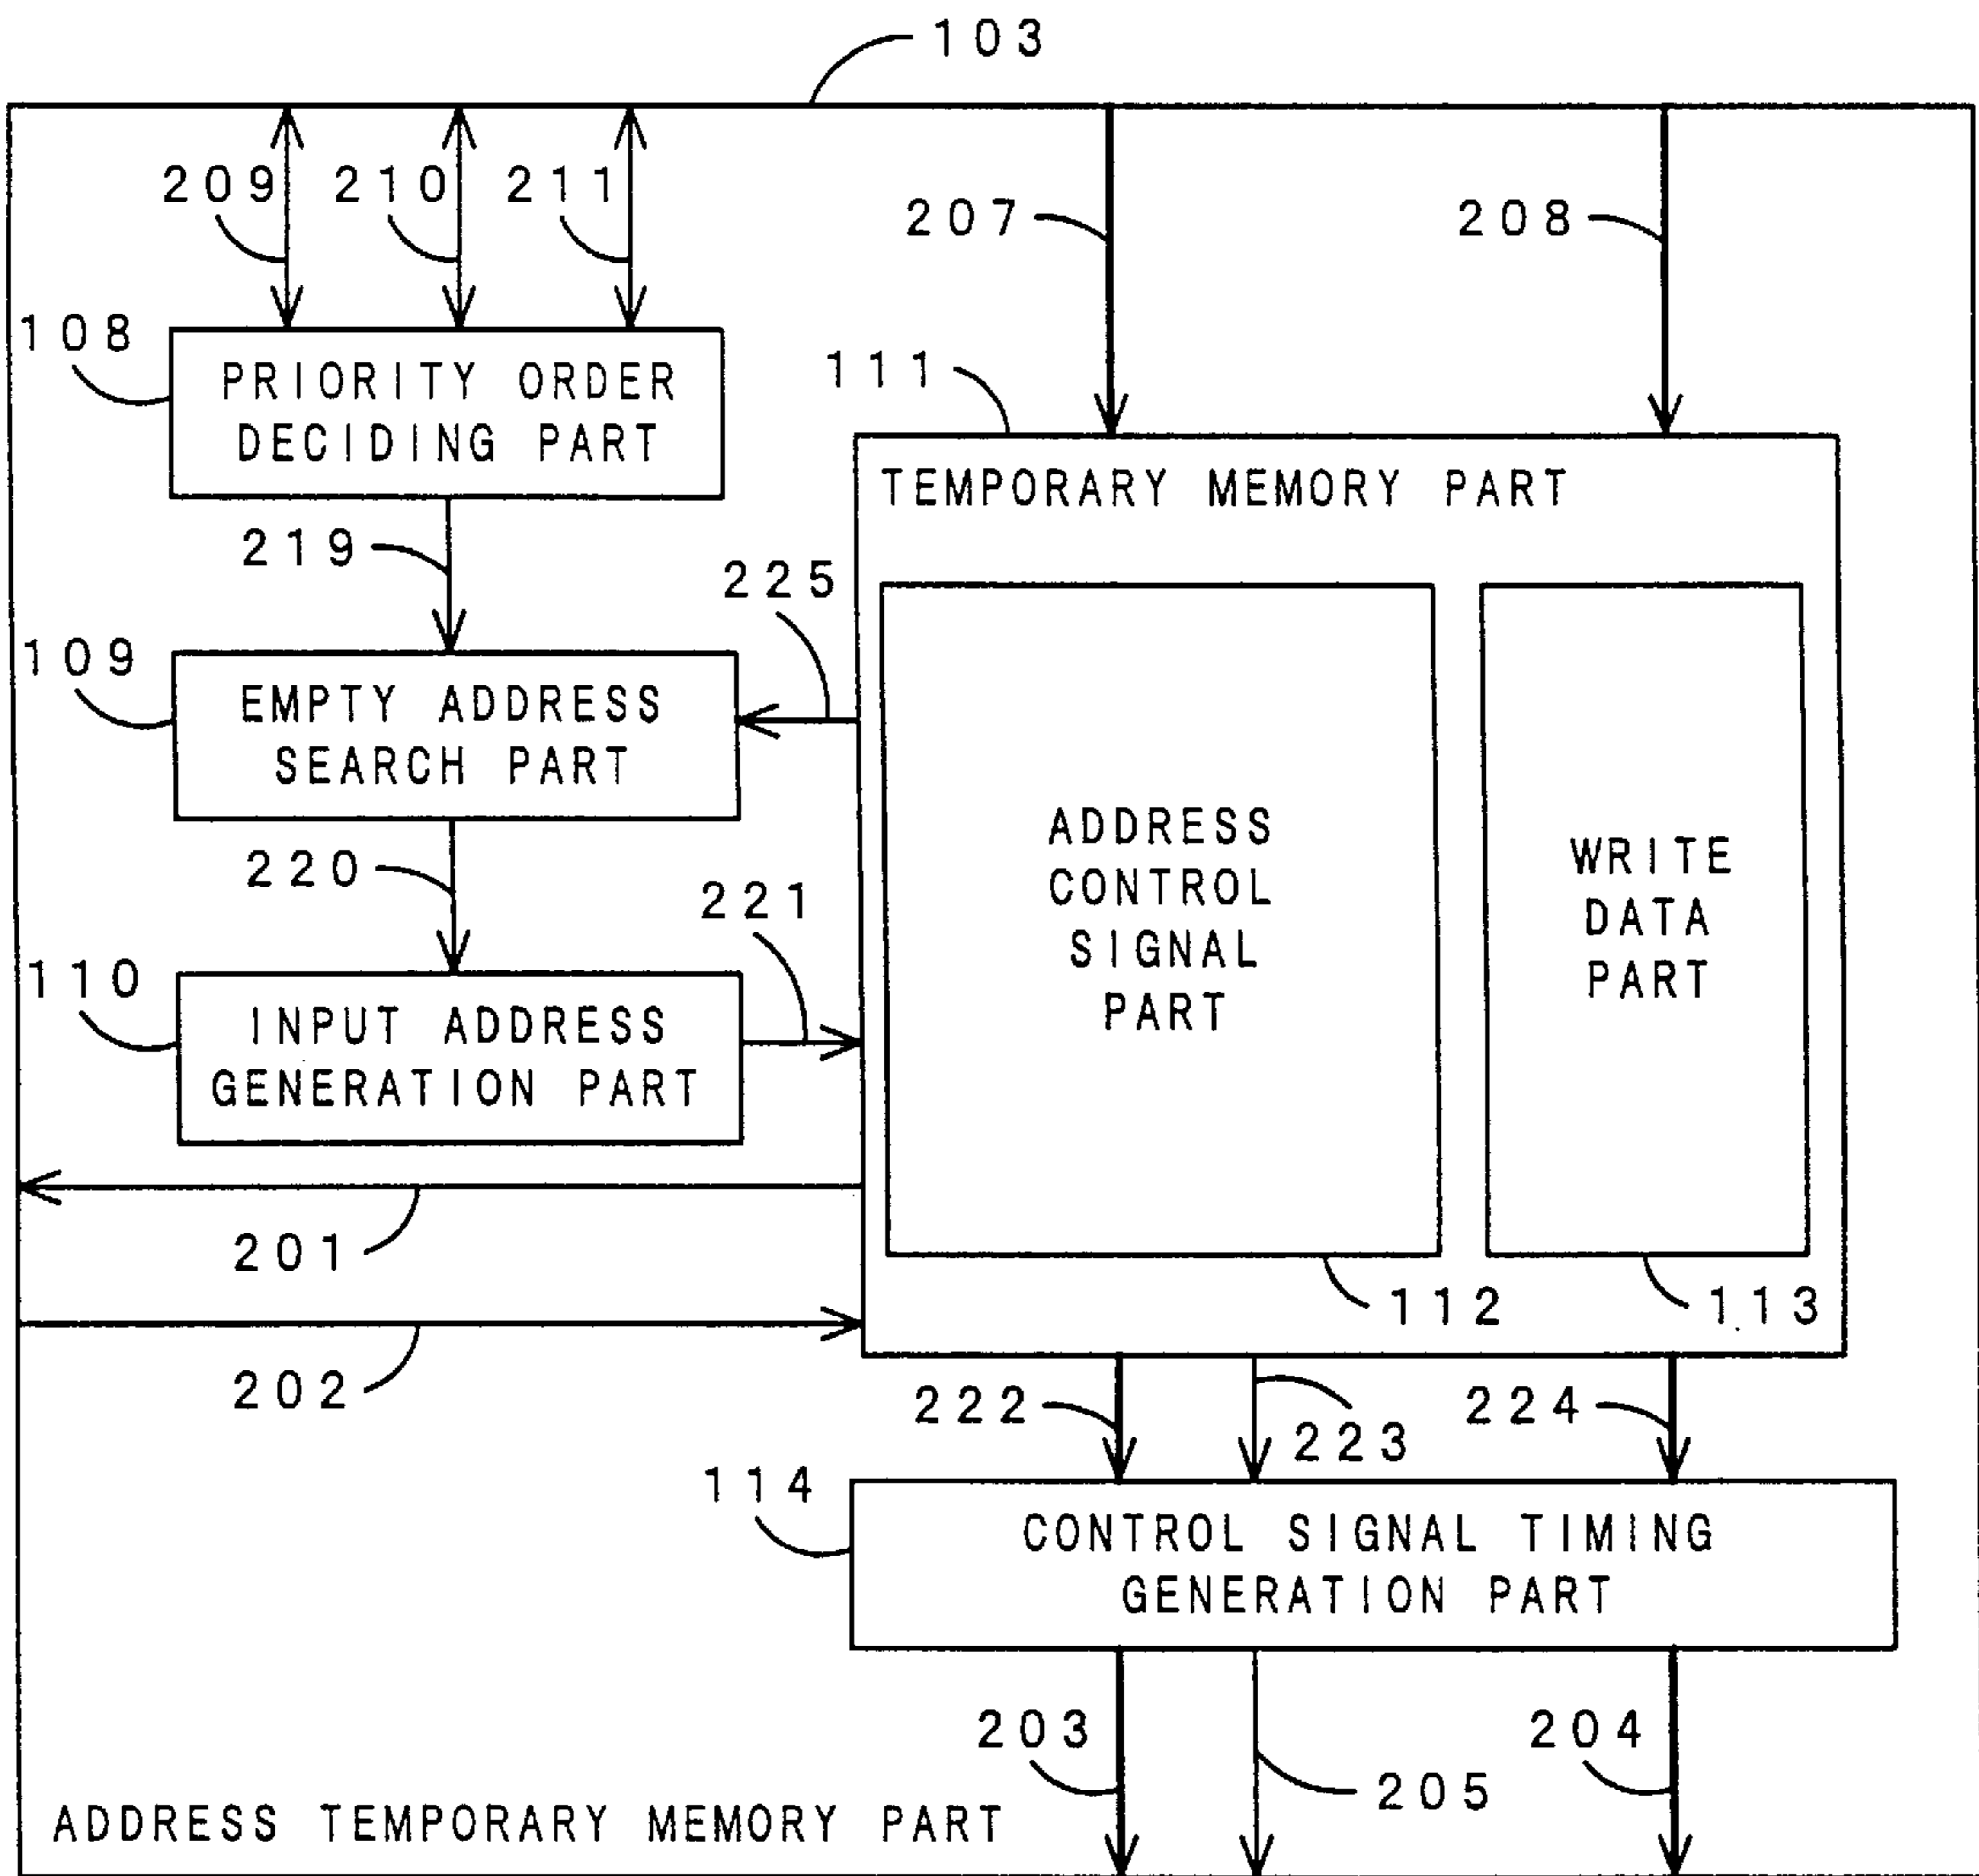 103
209
210
211
207
208
108
PRIORITY ORDER
DECIDING PART
111
TEMPORARY MEMORY PART
219
225
109
EMPTY ADDRESS
SEARCH PART
ADDRESS
CONTROL
SIGNAL
PART
WRITE
DATA
PART
220
221
110
INPUT ADDRESS
GENERATION PART
201
112
113
202
222
223
224
114
CONTROL SIGNAL TIMING
GENERATION PART
203
205
204
ADDRESS TEMPORARY MEMORY PART